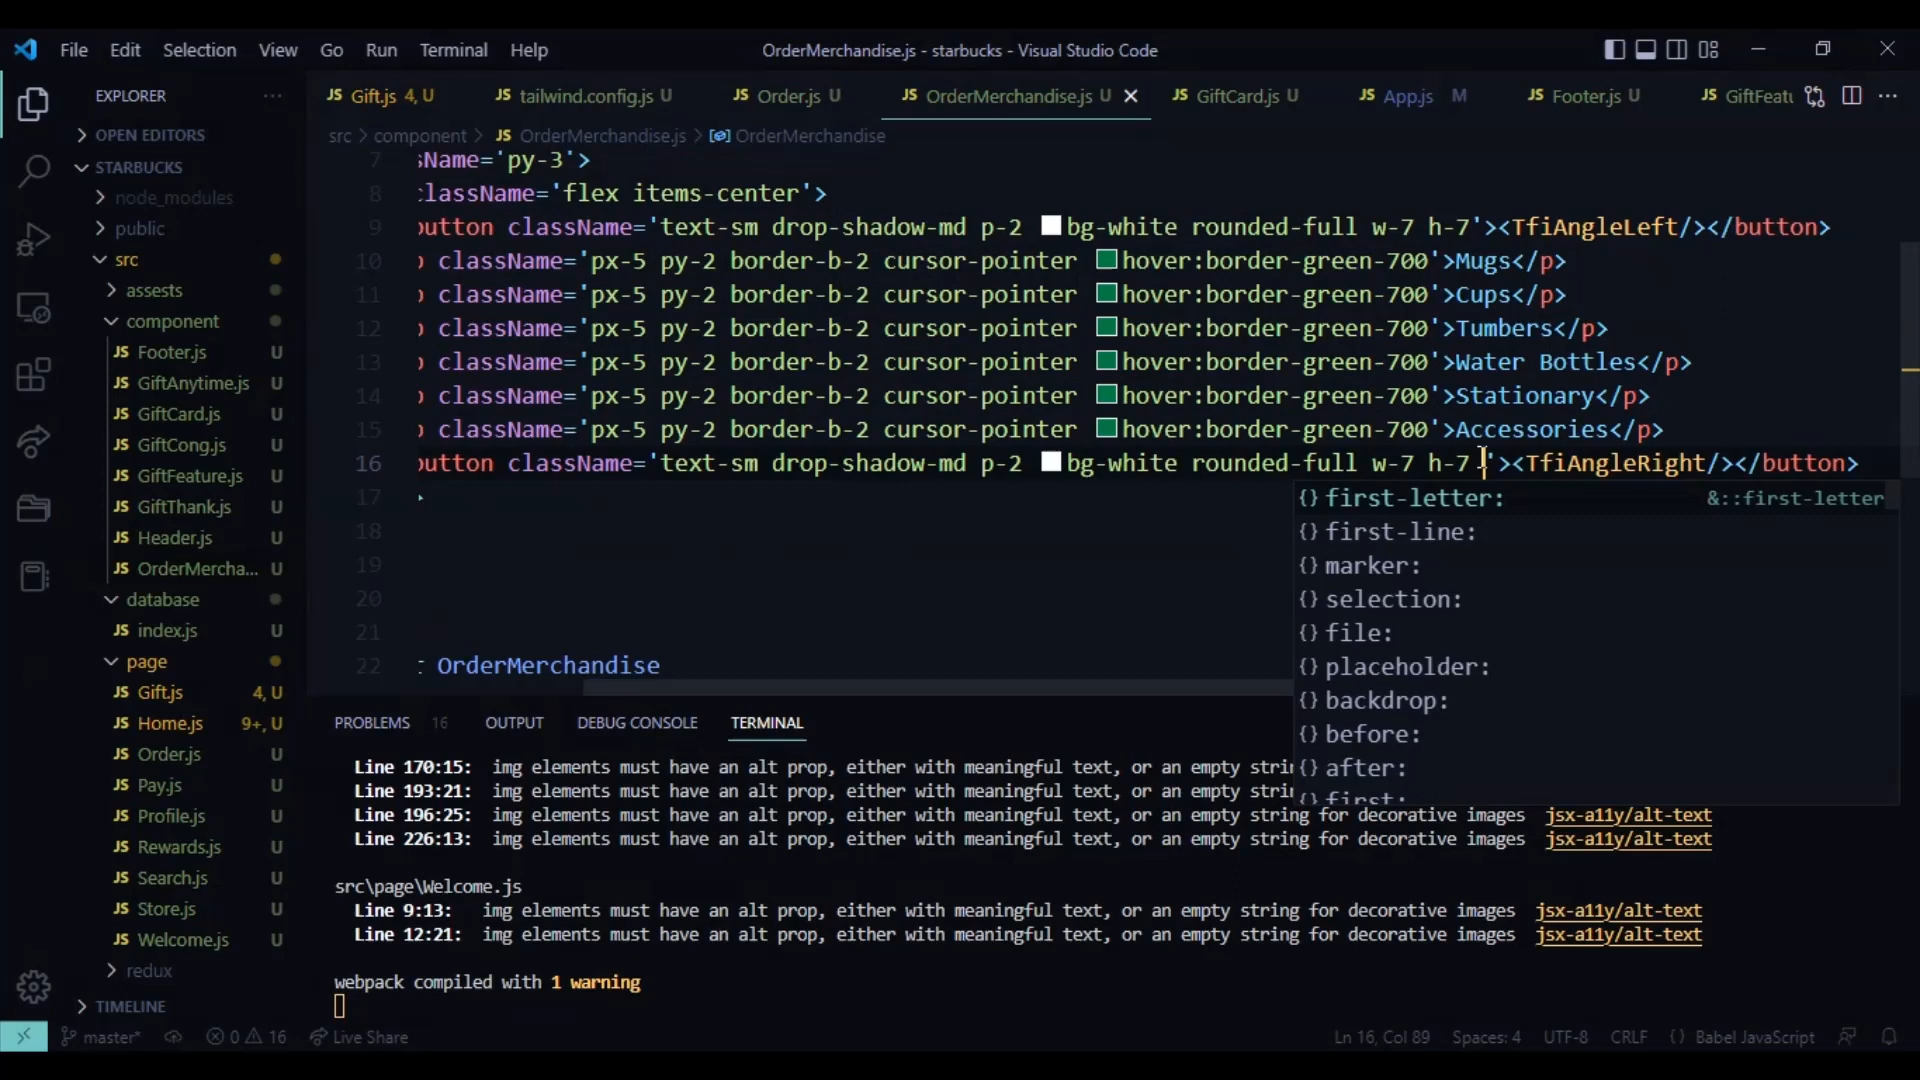 File Edit Selection View Go Run Terminal Help
OrderMerchandise.js - starbucks - Visual Studio Code
EXPLORER
OPEN EDITORS
STARBUCKS
node_modules
public
src
assests
component
JS Footer.js U
JS GiftAnytime.js U
JS GiftCard.js U
JS GiftCong.js U
JS GiftFeature.js U
JS GiftThank.js U
JS Header.js U
JS OrderMercha... U
database
JS index.js U
page
JS Gift.js 4, U
JS Home.js 9+, U
JS Order.js U
JS Pay.js U
JS Profile.js U
JS Rewards.js U
JS Search.js U
JS Store.js U
JS Welcome.js U
redux
TIMELINE
JS Gift.js 4, U JS tailwind.config.js U JS Order.js U JS OrderMerchandise.js U JS GiftCard.js U JS App.js M JS Footer.js U JS GiftFeatu
src > component > JS OrderMerchandise.js > OrderMerchandise
7 sName='py-3'>
8 className='flex items-center'>
9 button className='text-sm drop-shadow-md p-2 bg-white rounded-full w-7 h-7'><TfiAngleLeft/></button>
10 p className='px-5 py-2 border-b-2 cursor-pointer hover:border-green-700'>Mugs</p>
11 p className='px-5 py-2 border-b-2 cursor-pointer hover:border-green-700'>Cups</p>
12 p className='px-5 py-2 border-b-2 cursor-pointer hover:border-green-700'>Tumbers</p>
13 p className='px-5 py-2 border-b-2 cursor-pointer hover:border-green-700'>Water Bottles</p>
14 p className='px-5 py-2 border-b-2 cursor-pointer hover:border-green-700'>Stationary</p>
15 p className='px-5 py-2 border-b-2 cursor-pointer hover:border-green-700'>Accessories</p>
16 button className='text-sm drop-shadow-md p-2 bg-white rounded-full w-7 h-7 '><TfiAngleRight/></button>
17 >
18
19
20
21
22 OrderMerchandise
{} first-letter: &::first-letter
{} first-line:
{} marker:
{} selection:
{} file:
{} placeholder:
{} backdrop:
{} before:
{} after:
{} first:
PROBLEMS 16 OUTPUT DEBUG CONSOLE TERMINAL
Line 170:15: img elements must have an alt prop, either with meaningful text, or an empty strin
Line 193:21: img elements must have an alt prop, either with meaningful text, or an empty strin
Line 196:25: img elements must have an alt prop, either with meaningful text, or an empty string for decorative images jsx-a11y/alt-text
Line 226:13: img elements must have an alt prop, either with meaningful text, or an empty string for decorative images jsx-a11y/alt-text
src\page\Welcome.js
Line 9:13: img elements must have an alt prop, either with meaningful text, or an empty string for decorative images jsx-a11y/alt-text
Line 12:21: img elements must have an alt prop, either with meaningful text, or an empty string for decorative images jsx-a11y/alt-text
webpack compiled with 1 warning
master* 0 16 Live Share Ln 16, Col 89 Spaces: 4 UTF-8 CRLF {} Babel JavaScript